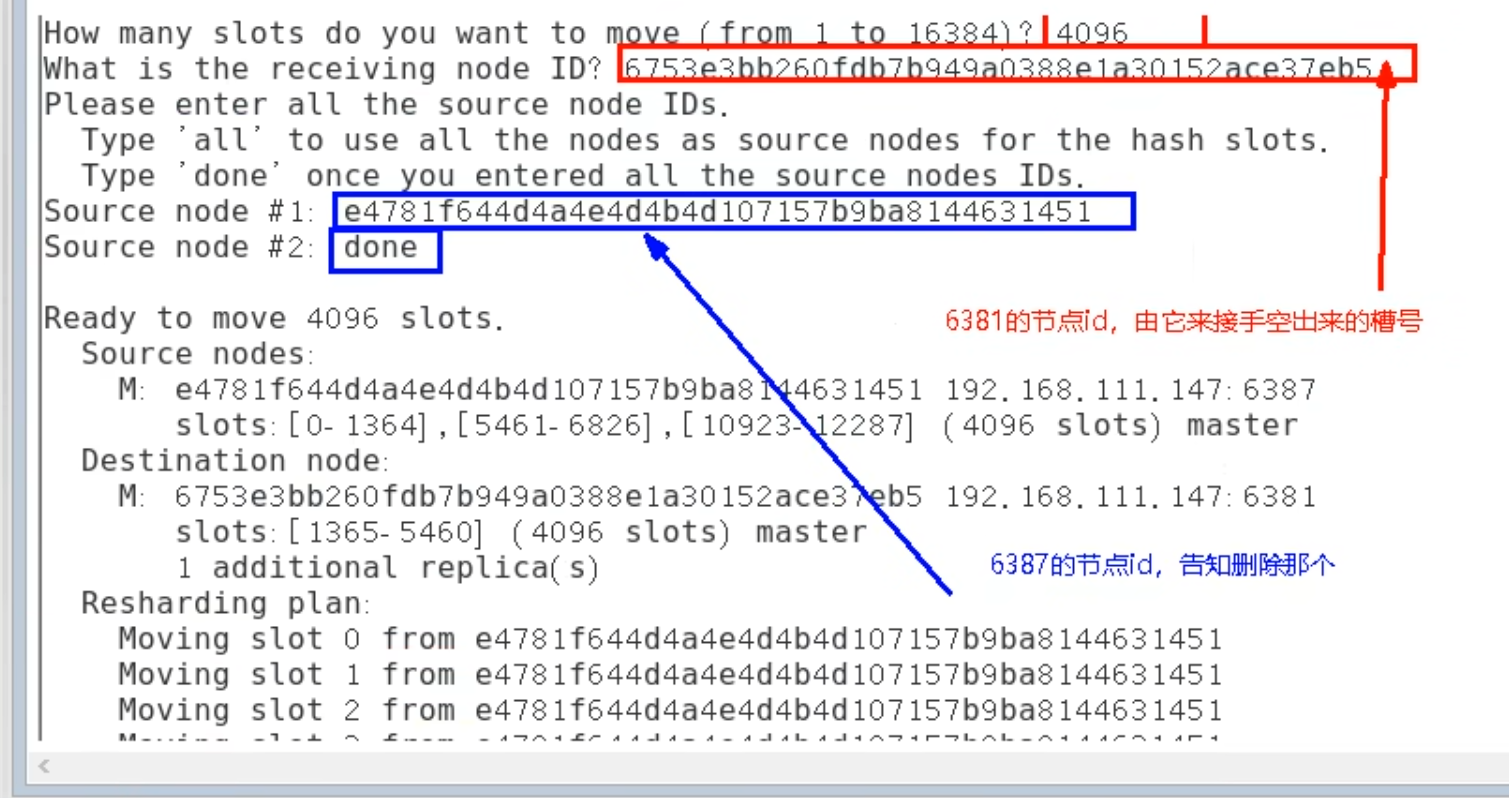 How many slots do you want to move (from 1 to 16384)? 4096
What is the receiving node ID? 6753e3bb260fdb7b949a0388e1a30152ace37eb5
Please enter all the source node IDs.
Type 'all' to use all the nodes as source nodes for the hash slots.
Type 'done' once you entered all the source nodes IDs.
Source node #1: e4781f644d4a4e4d4b4d107157b9ba8144631451
Source node #2: done
Ready to move 4096 slots.
6381的节点id，由它来接手空出来的槽号
Source nodes:
M: e4781f644d4a4e4d4b4d107157b9ba8144631451 192.168.111.147:6387
slots:[0-1364],[5461-6826],[10923-12287] (4096 slots) master
Destination node:
M: 6753e3bb260fdb7b949a0388e1a30152ace37eb5 192.168.111.147:6381
slots:[1365-5460] (4096 slots) master
1 additional replica(s)
6387的节点id，告知删除那个
Resharding plan:
Moving slot 0 from e4781f644d4a4e4d4b4d107157b9ba8144631451
Moving slot 1 from e4781f644d4a4e4d4b4d107157b9ba8144631451
Moving slot 2 from e4781f644d4a4e4d4b4d107157b9ba8144631451